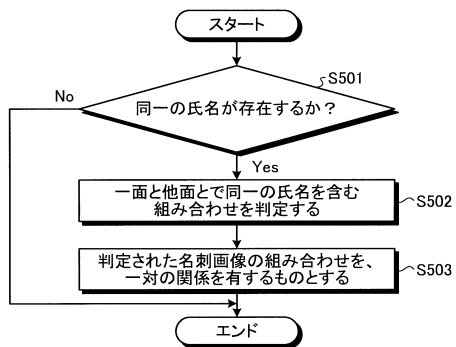 スタート
S501
No
同一の氏名が存在するか?
Yes
一面と他面とで同一の氏名を含む
組み合わせを判定する
S502
判定された名刺画像の組み合わせを、
一対の関係を有するものとする
S503
エンド